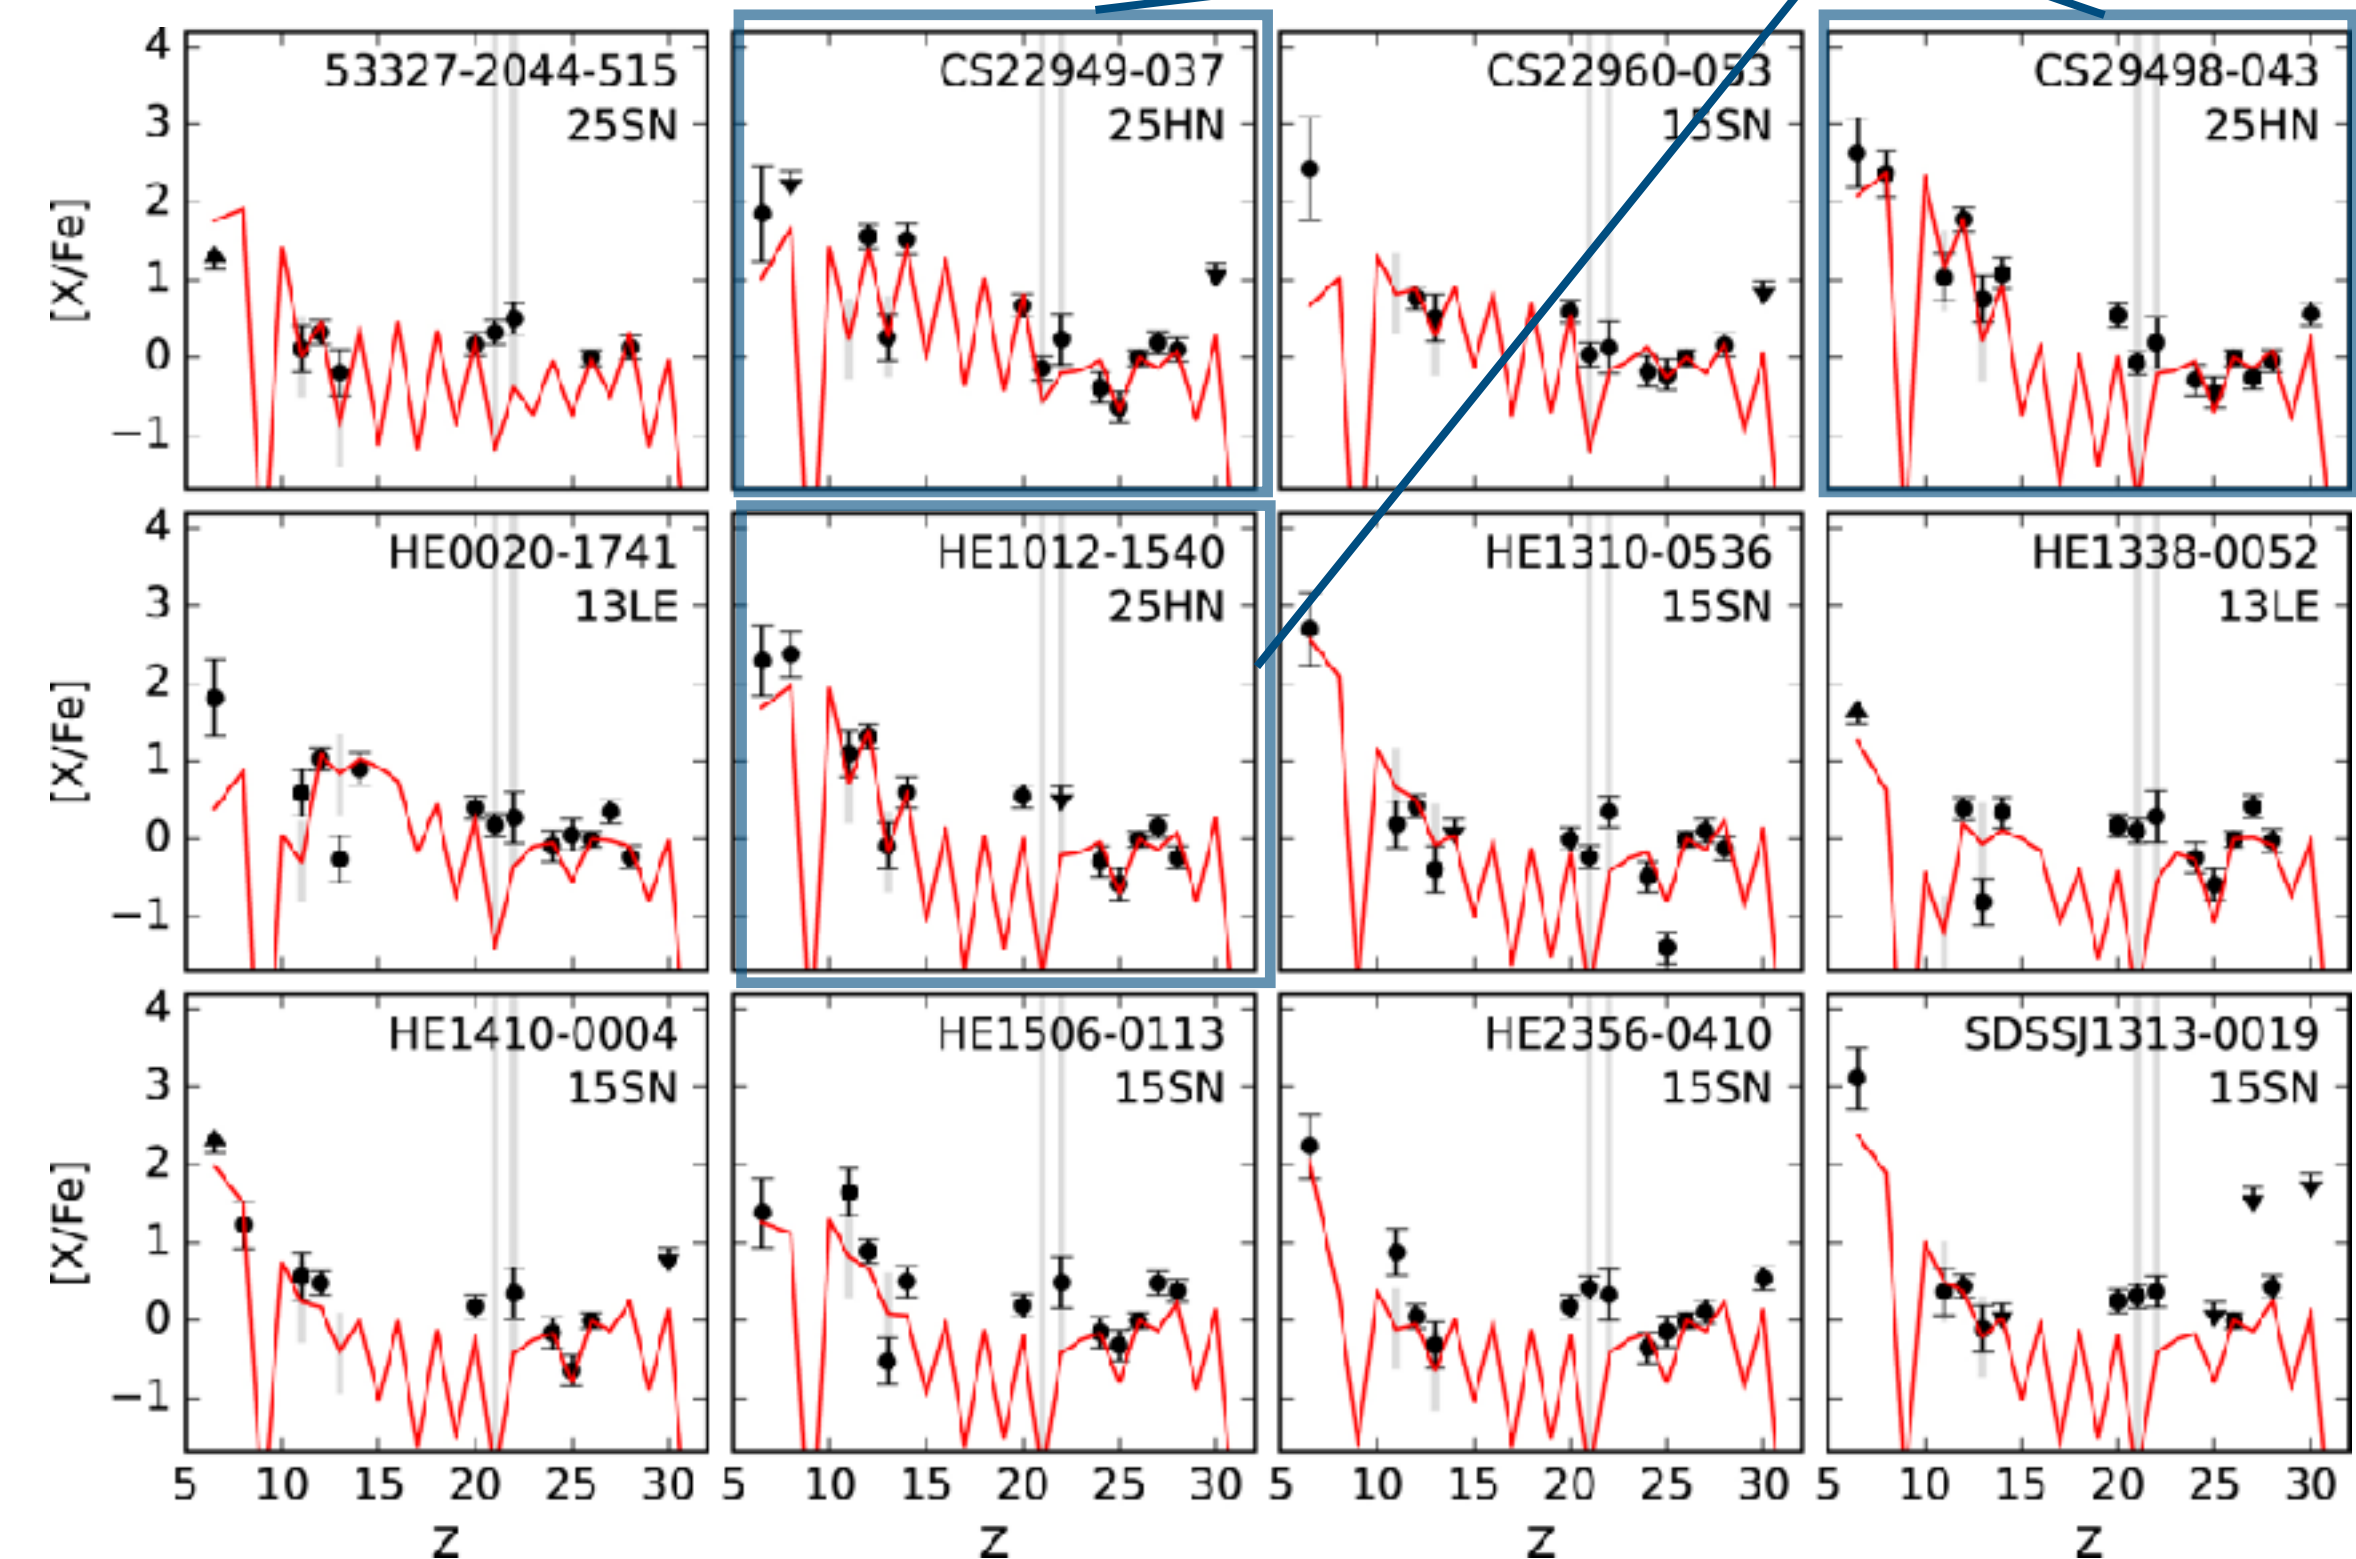 4
3
2
1
0
−1
[X/Fe]
53327-2044-515
25SN
CS22949-037
25HN
CS22960-053
15SN
CS29498-043
25HN
4
3
2
1
0
−1
[X/Fe]
HE0020-1741
13LE
HE1012-1540
25HN
HE1310-0536
15SN
HE1338-0052
13LE
4
3
2
1
0
−1
[X/Fe]
HE1410-0004
15SN
HE1506-0113
15SN
HE2356-0410
15SN
SDSSJ1313-0019
15SN
5 10 15 20 25 30 5 10 15 20 25 30 5 10 15 20 25 30 5 10 15 20 25 30
Z Z Z Z